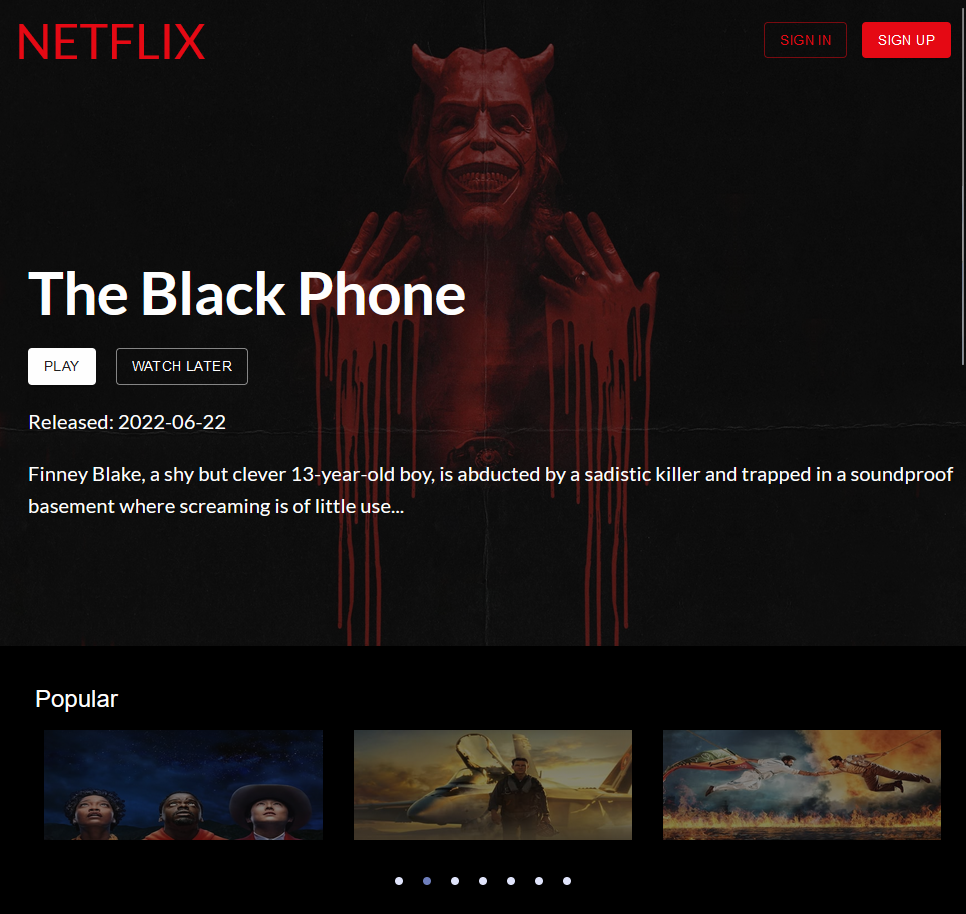 NETFLIX
SIGN IN
SIGN UP
The Black Phone
PLAY
WATCH LATER
Released: 2022-06-22
Finney Blake, a shy but clever 13-year-old boy, is abducted by a sadistic killer and trapped in a soundproof
basement where screaming is of little use...
Popular